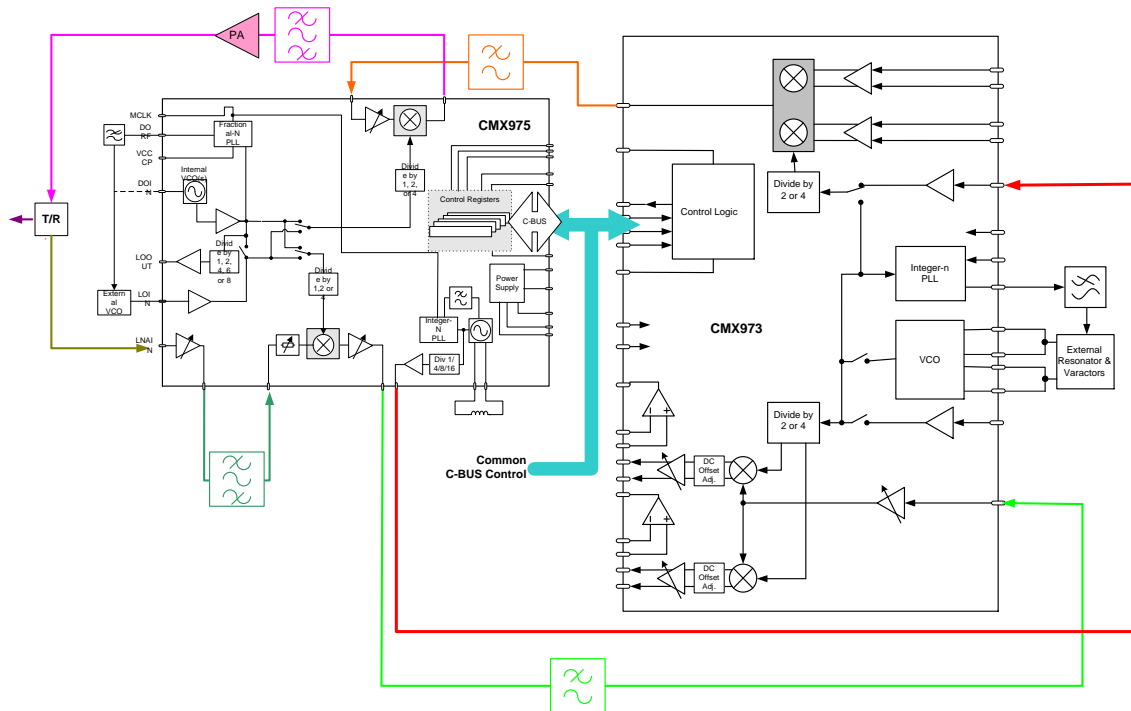 PA
MCLK
DO
RF
VCC
CP
DOI
N
LOO
UT
LOI
N
LNAI
N
T/R
Extern
al
VCO
Fraction
al-N
PLL
Internal
VCO(s)
Divid
e by
1, 2,
4, 6
or 8
CMX975
Divid
e by
1, 2,
or 4
Control Registers
C-BUS
Divid
e by
1,2 or
4
Power
Supply
Integer-
N
PLL
Div 1/
4/8/16
Common
C-BUS Control
Control Logic
Divide by
2 or 4
Integer-n
PLL
CMX973
VCO
External
Resonator &
Varactors
Divide by
2 or 4
DC
Offset
Adj.
DC
Offset
Adj.